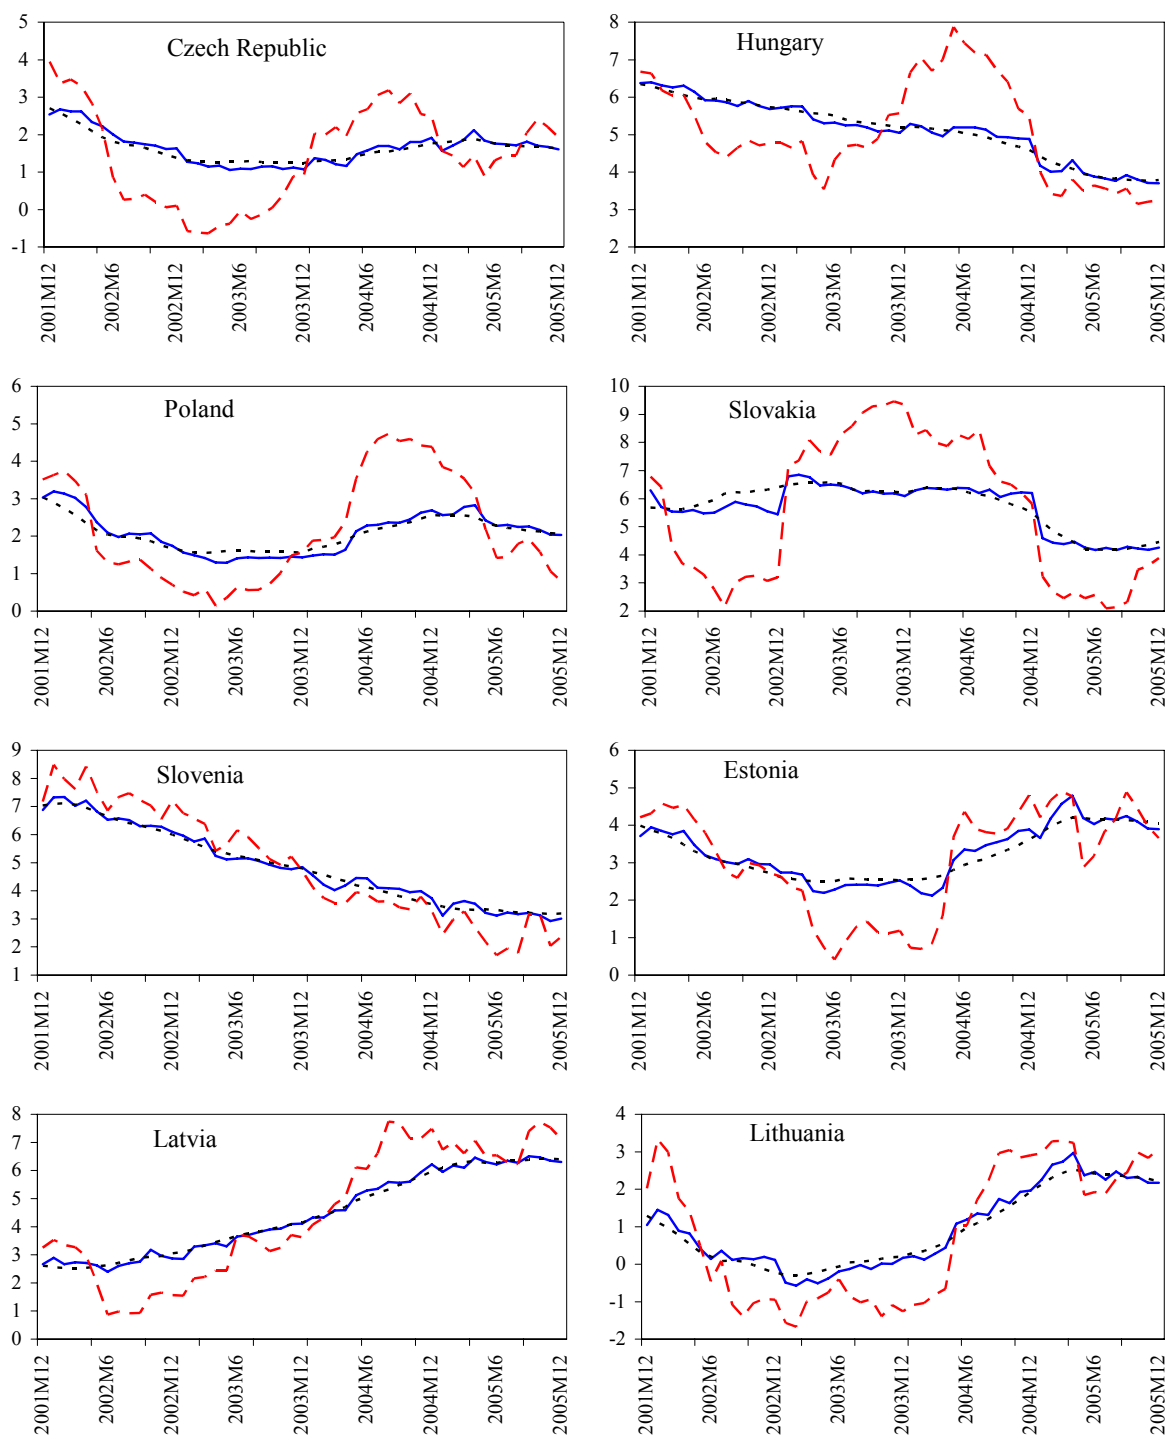 Czech Republic
5
4
3
2
1
0
-1
2001M12
2002M6
2002M12
2003M6
2003M12
2004M6
2004M12
2005M6
2005M12
Hungary
8
7
6
5
4
3
2
2001M12
2002M6
2002M12
2003M6
2003M12
2004M6
2004M12
2005M6
2005M12
Poland
6
5
4
3
2
1
0
2001M12
2002M6
2002M12
2003M6
2003M12
2004M6
2004M12
2005M6
2005M12
Slovakia
10
9
8
7
6
5
4
3
2
2001M12
2002M6
2002M12
2003M6
2003M12
2004M6
2004M12
2005M6
2005M12
Slovenia
9
8
7
6
5
4
3
2
1
2001M12
2002M6
2002M12
2003M6
2003M12
2004M6
2004M12
2005M6
2005M12
Estonia
6
5
4
3
2
1
0
2001M12
2002M6
2002M12
2003M6
2003M12
2004M6
2004M12
2005M6
2005M12
Latvia
8
7
6
5
4
3
2
1
0
2001M12
2002M6
2002M12
2003M6
2003M12
2004M6
2004M12
2005M6
2005M12
Lithuania
4
3
2
1
0
-1
-2
2001M12
2002M6
2002M12
2003M6
2003M12
2004M6
2004M12
2005M6
2005M12